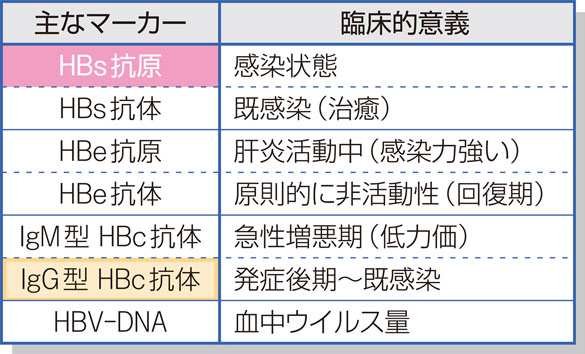 主なマーカー 臨床的意義
HBs抗原 感染状態
HBs抗体 既感染（治癒）
HBe抗原 肝炎活動中（感染力強い）
HBe抗体 原則的に非活動性（回復期）
IgM型 HBc抗体 急性増悪期（低力価）
IgG型 HBc抗体 発症後期～既感染
HBV-DNA 血中ウイルス量